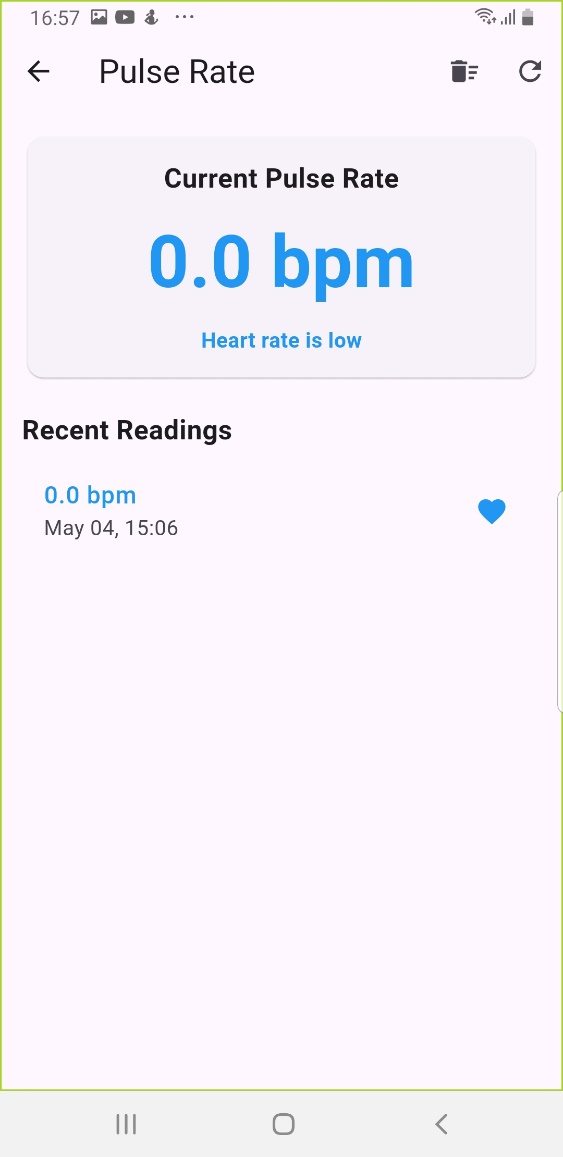 16:57
Pulse Rate
Current Pulse Rate
0.0 bpm
Heart rate is low
Recent Readings
0.0 bpm
May 04, 15:06